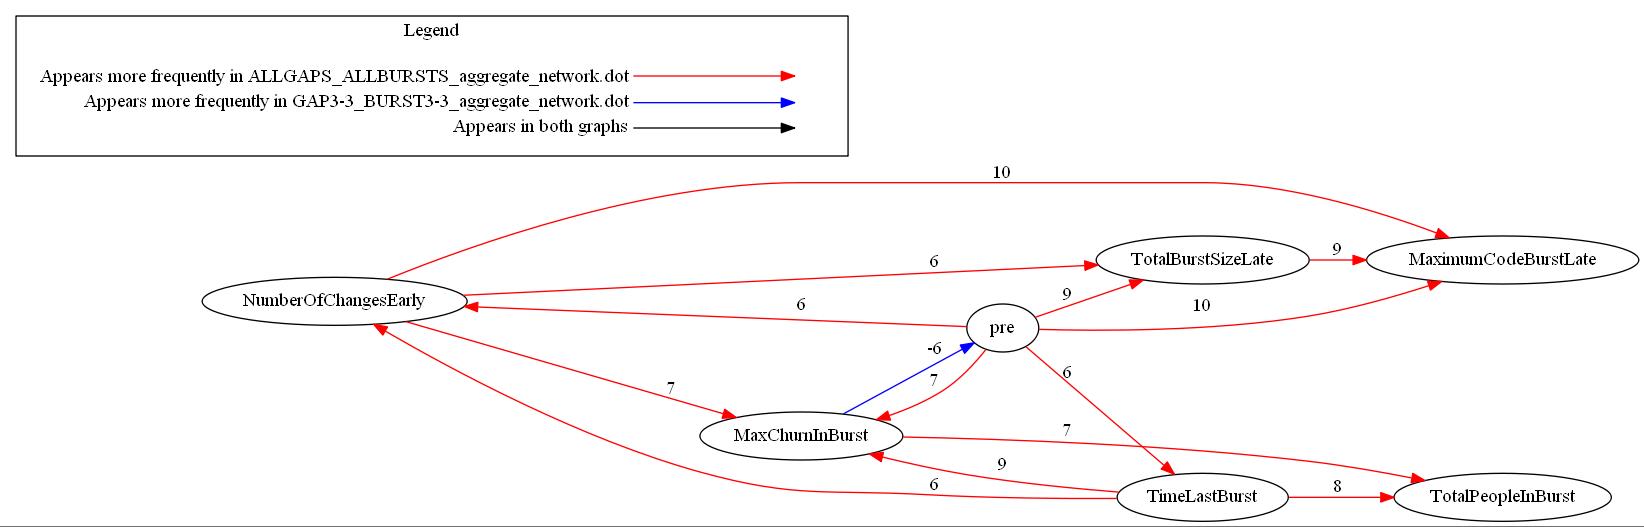 Legend
Appears more frequently in ALLGAPS_ALLBURSTS_aggregate_network.dot
Appears more frequently in GAP3-3_BURST3-3_aggregate_network.dot
Appears in both graphs
10
TotalBurstSizeLate
9
MaximumCodeBurstLate
6
NumberOfChangesEarly
9
6
10
pre
-6
6
7
7
MaxChurnInBurst
7
9
6
8
TimeLastBurst
TotalPeopleInBurst